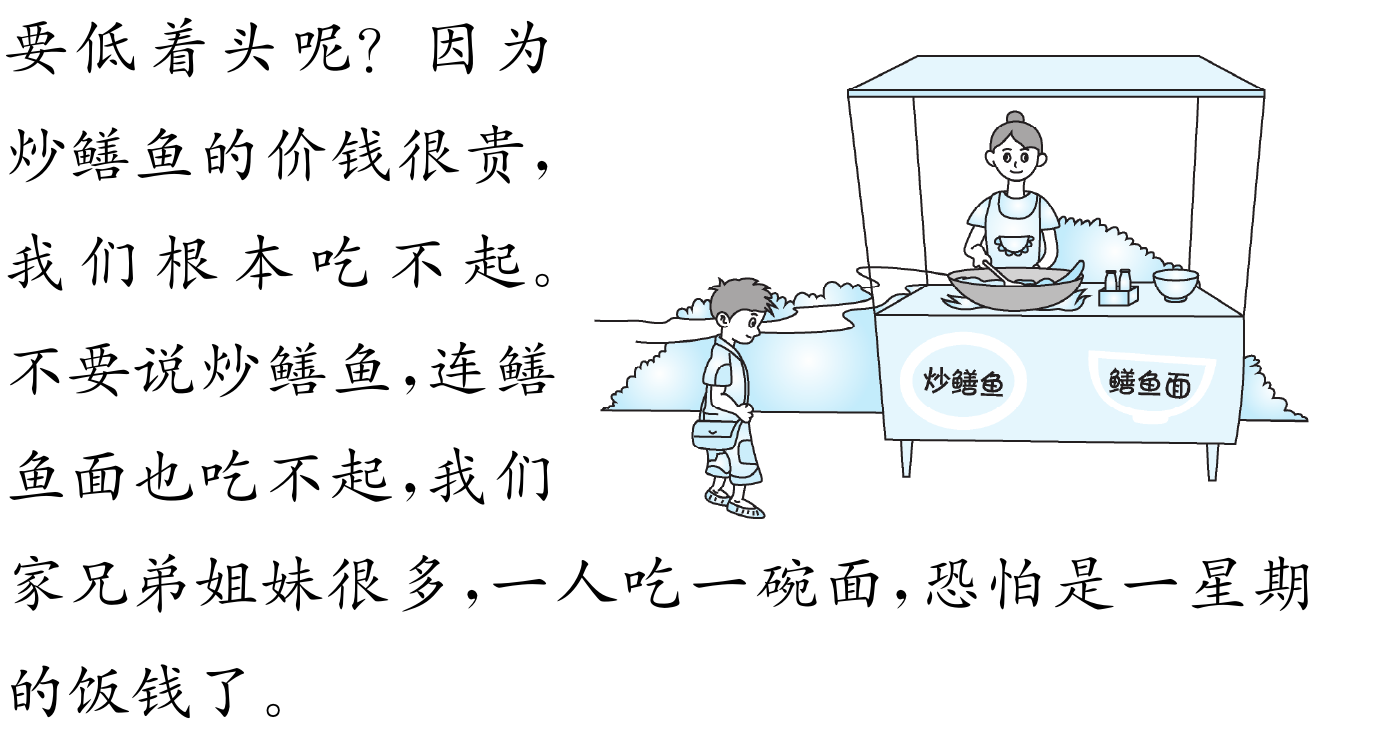 要低着头呢？因为
炒鳝鱼的价钱很贵，
我们根本吃不起。
不要说炒鳝鱼，连鳝
鱼面也吃不起，我们
家兄弟姐妹很多，一人吃一碗面，恐怕是一星期
的饭钱了。
炒鳝鱼
鳝鱼面